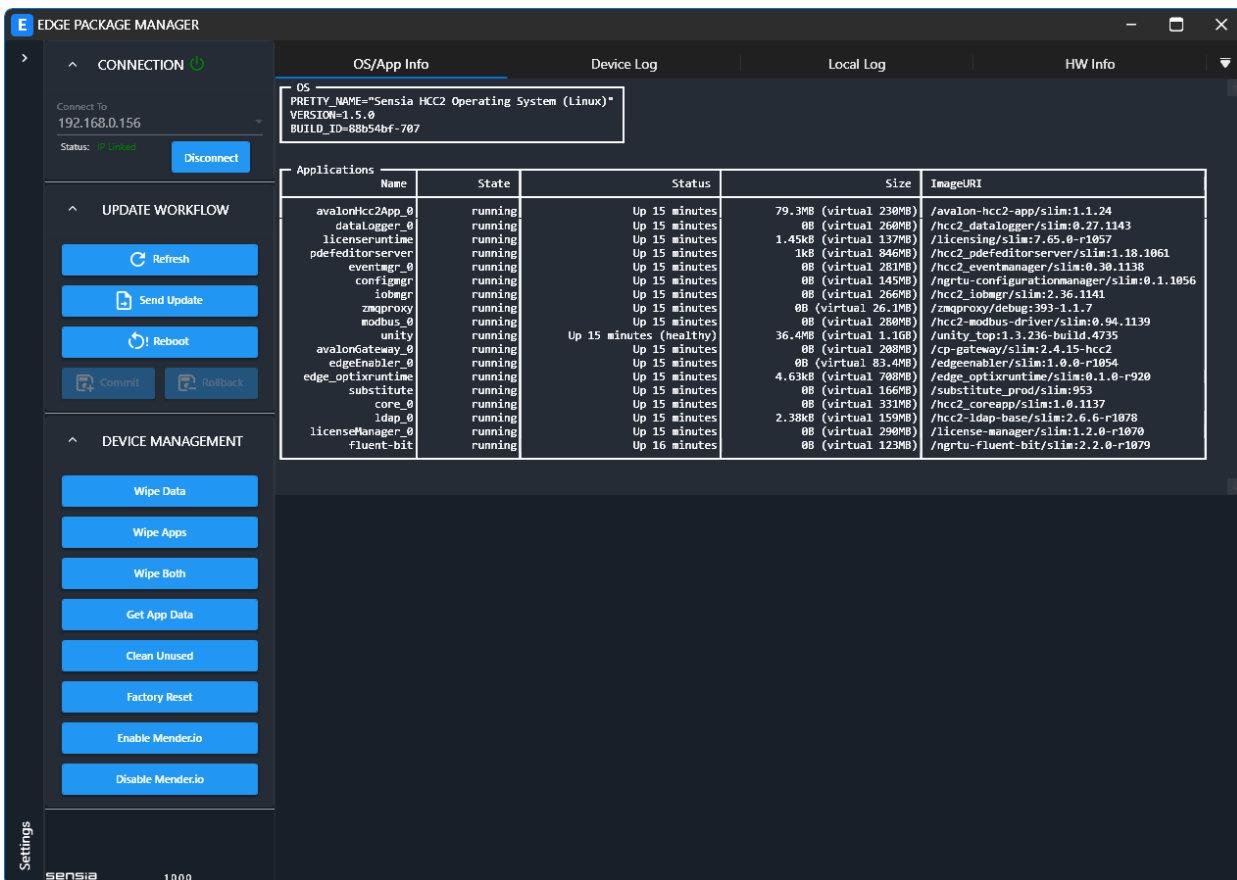 E EDGE PACKAGE MANAGER
CONNECTION
Connect To
192.168.0.156
Status: IP Linked
Disconnect
UPDATE WORKFLOW
Refresh
Send Update
Reboot
Commit Rollback
DEVICE MANAGEMENT
Wipe Data
Wipe Apps
Wipe Both
Get App Data
Clean Unused
Factory Reset
Enable Mender.io
Disable Mender.io
Settings
sensia 1.0.0.0
OS/App Info Device Log Local Log HW Info
OS
PRETTY_NAME="Sensia HCC2 Operating System (Linux)"
VERSION=1.5.0
BUILD_ID=88b54bf-707
Applications
Name State Status Size ImageURI
avalonHcc2App_0 running Up 15 minutes 79.3MB (virtual 230MB) /avalon-hcc2-app/slim:1.1.24
dataLogger_0 running Up 15 minutes 0B (virtual 260MB) /hcc2_datalogger/slim:0.27.1143
licenseruntime running Up 15 minutes 1.45kB (virtual 137MB) /licensing/slim:7.65.0-r1057
pdefeditorserver running Up 15 minutes 1kB (virtual 846MB) /hcc2_pdefeditorserver/slim:1.18.1061
eventmgr_0 running Up 15 minutes 0B (virtual 281MB) /hcc2_eventmanager/slim:0.30.1138
configmgr running Up 15 minutes 0B (virtual 145MB) /ngrtu-configurationmanager/slim:0.1.1056
iobmgr running Up 15 minutes 0B (virtual 266MB) /hcc2_iobmgr/slim:2.36.1141
zmqproxy running Up 15 minutes 0B (virtual 26.1MB) /zmqproxy/debug:393-1.1.7
modbus_0 running Up 15 minutes 0B (virtual 280MB) /hcc2-modbus-driver/slim:0.94.1139
unity running Up 15 minutes (healthy) 36.4MB (virtual 1.1GB) /unity_top:1.3.236-build.4735
avalonGateway_0 running Up 15 minutes 0B (virtual 208MB) /cp-gateway/slim:2.4.15-hcc2
edgeEnabler_0 running Up 15 minutes 0B (virtual 83.4MB) /edgeenabler/slim:1.0.0-r1054
edge_optixruntime running Up 15 minutes 4.63kB (virtual 708MB) /edge_optixruntime/slim:0.1.0-r920
substitute running Up 15 minutes 0B (virtual 166MB) /substitute_prod/slim:953
core_0 running Up 15 minutes 0B (virtual 331MB) /hcc2_coreapp/slim:1.0.1137
ldap_0 running Up 15 minutes 2.38kB (virtual 159MB) /hcc2-ldap-base/slim:2.6.6-r1078
licenseManager_0 running Up 15 minutes 0B (virtual 290MB) /license-manager/slim:1.2.0-r1070
fluent-bit running Up 16 minutes 0B (virtual 123MB) /ngrtu-fluent-bit/slim:2.2.0-r1079